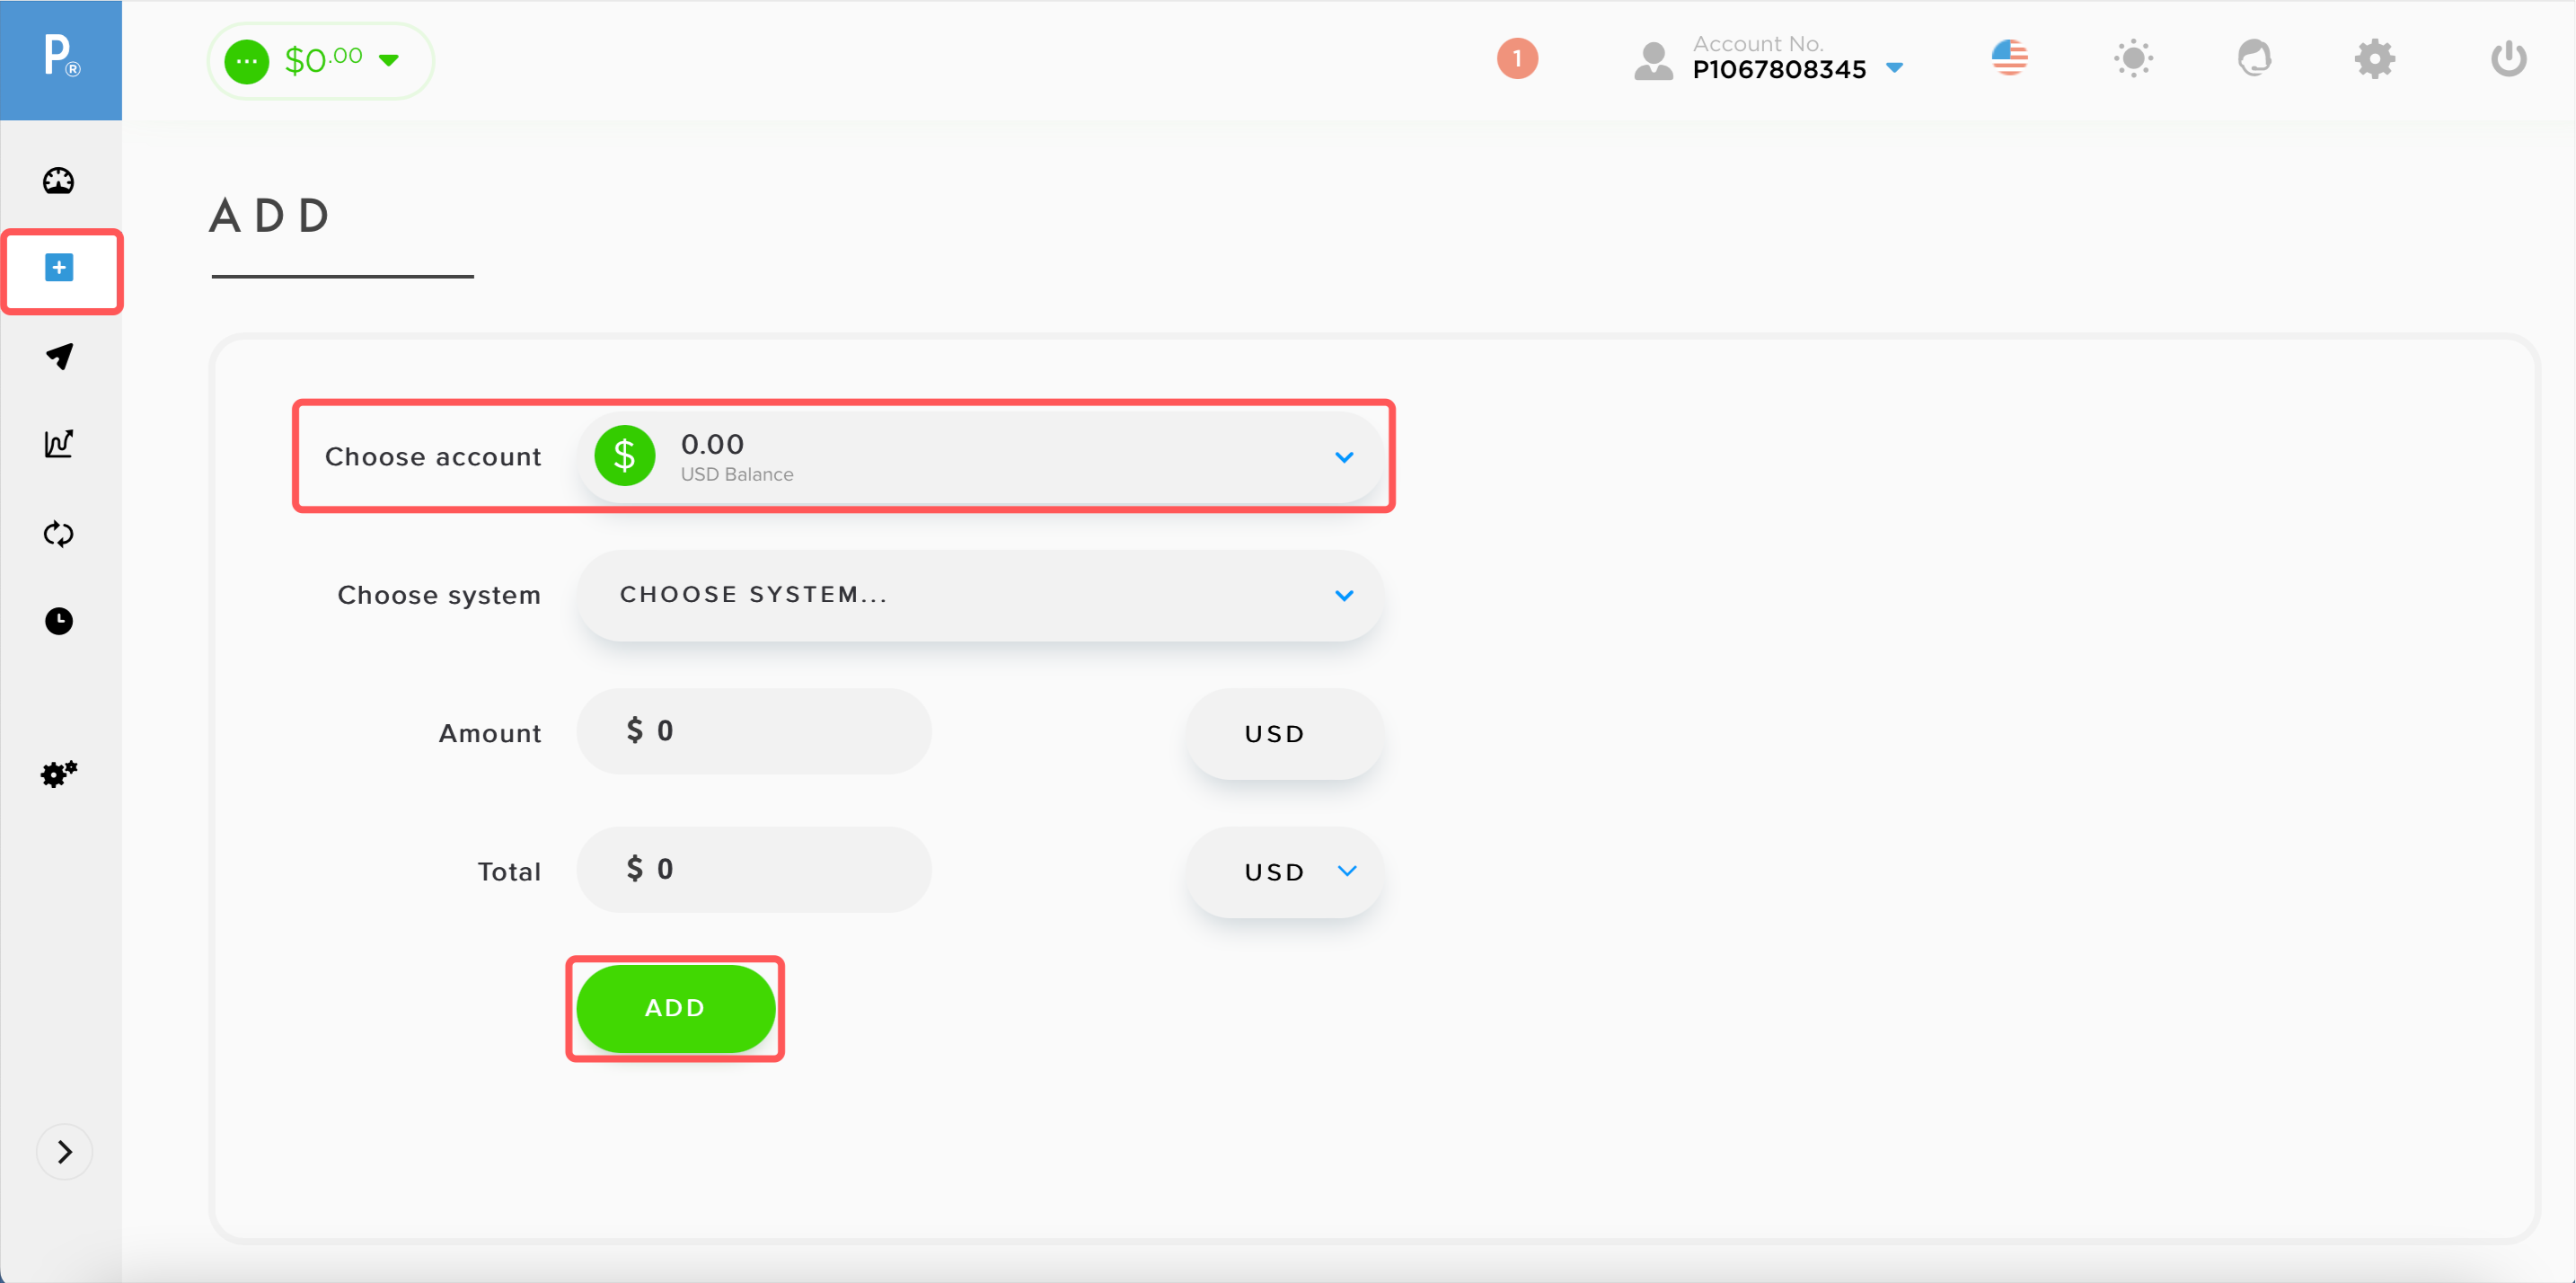 P®
$0.00
1
Account No.
P1067808345
ADD
Choose account
$
0.00
USD Balance
Choose system
CHOOSE SYSTEM...
Amount
$ 0
USD
Total
$ 0
USD
ADD